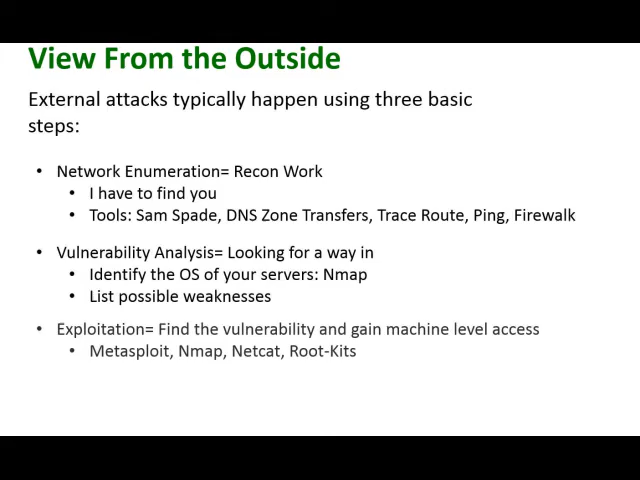 View From the Outside
External attacks typically happen using three basic
steps:
• Network Enumeration= Recon Work
• I have to find you
• Tools: Sam Spade, DNS Zone Transfers, Trace Route, Ping, Firewalk
• Vulnerability Analysis= Looking for a way in
• Identify the OS of your servers: Nmap
• List possible weaknesses
• Exploitation= Find the vulnerability and gain machine level access
• Metasploit, Nmap, Netcat, Root-Kits